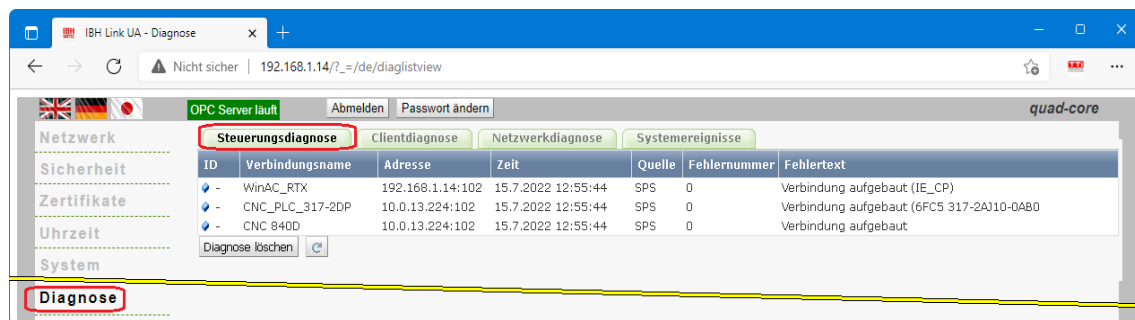 IBH Link UA - Diagnose
Nicht sicher | 192.168.1.14/?_=/de/diaglistview
OPC Server läuft Abmelden Passwort ändern quad-core
Netzwerk Steuerungsdiagnose Clientdiagnose Netzwerkdiagnose Systemereignisse
ID Verbindungsname Adresse Zeit Quelle Fehlernummer Fehlertext
Sicherheit
- WinAC_RTX 192.168.1.14:102 15.7.2022 12:55:44 SPS 0 Verbindung aufgebaut (IE_CP)
Zertifikate
- CNC_PLC_317-2DP 10.0.13.224:102 15.7.2022 12:55:44 SPS 0 Verbindung aufgebaut (6FC5 317-2AJ10-0AB0
- CNC 840D 10.0.13.224:102 15.7.2022 12:55:44 SPS 0 Verbindung aufgebaut
Uhrzeit
Diagnose löschen
System
Diagnose